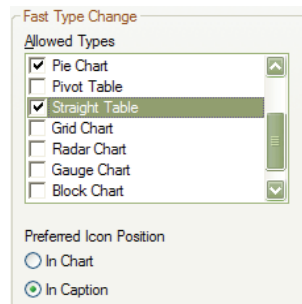 Fast Type Change
Allowed Types
Pie Chart
Pivot Table
Straight Table
Grid Chart
Radar Chart
Gauge Chart
Block Chart
Preferred Icon Position
In Chart
In Caption